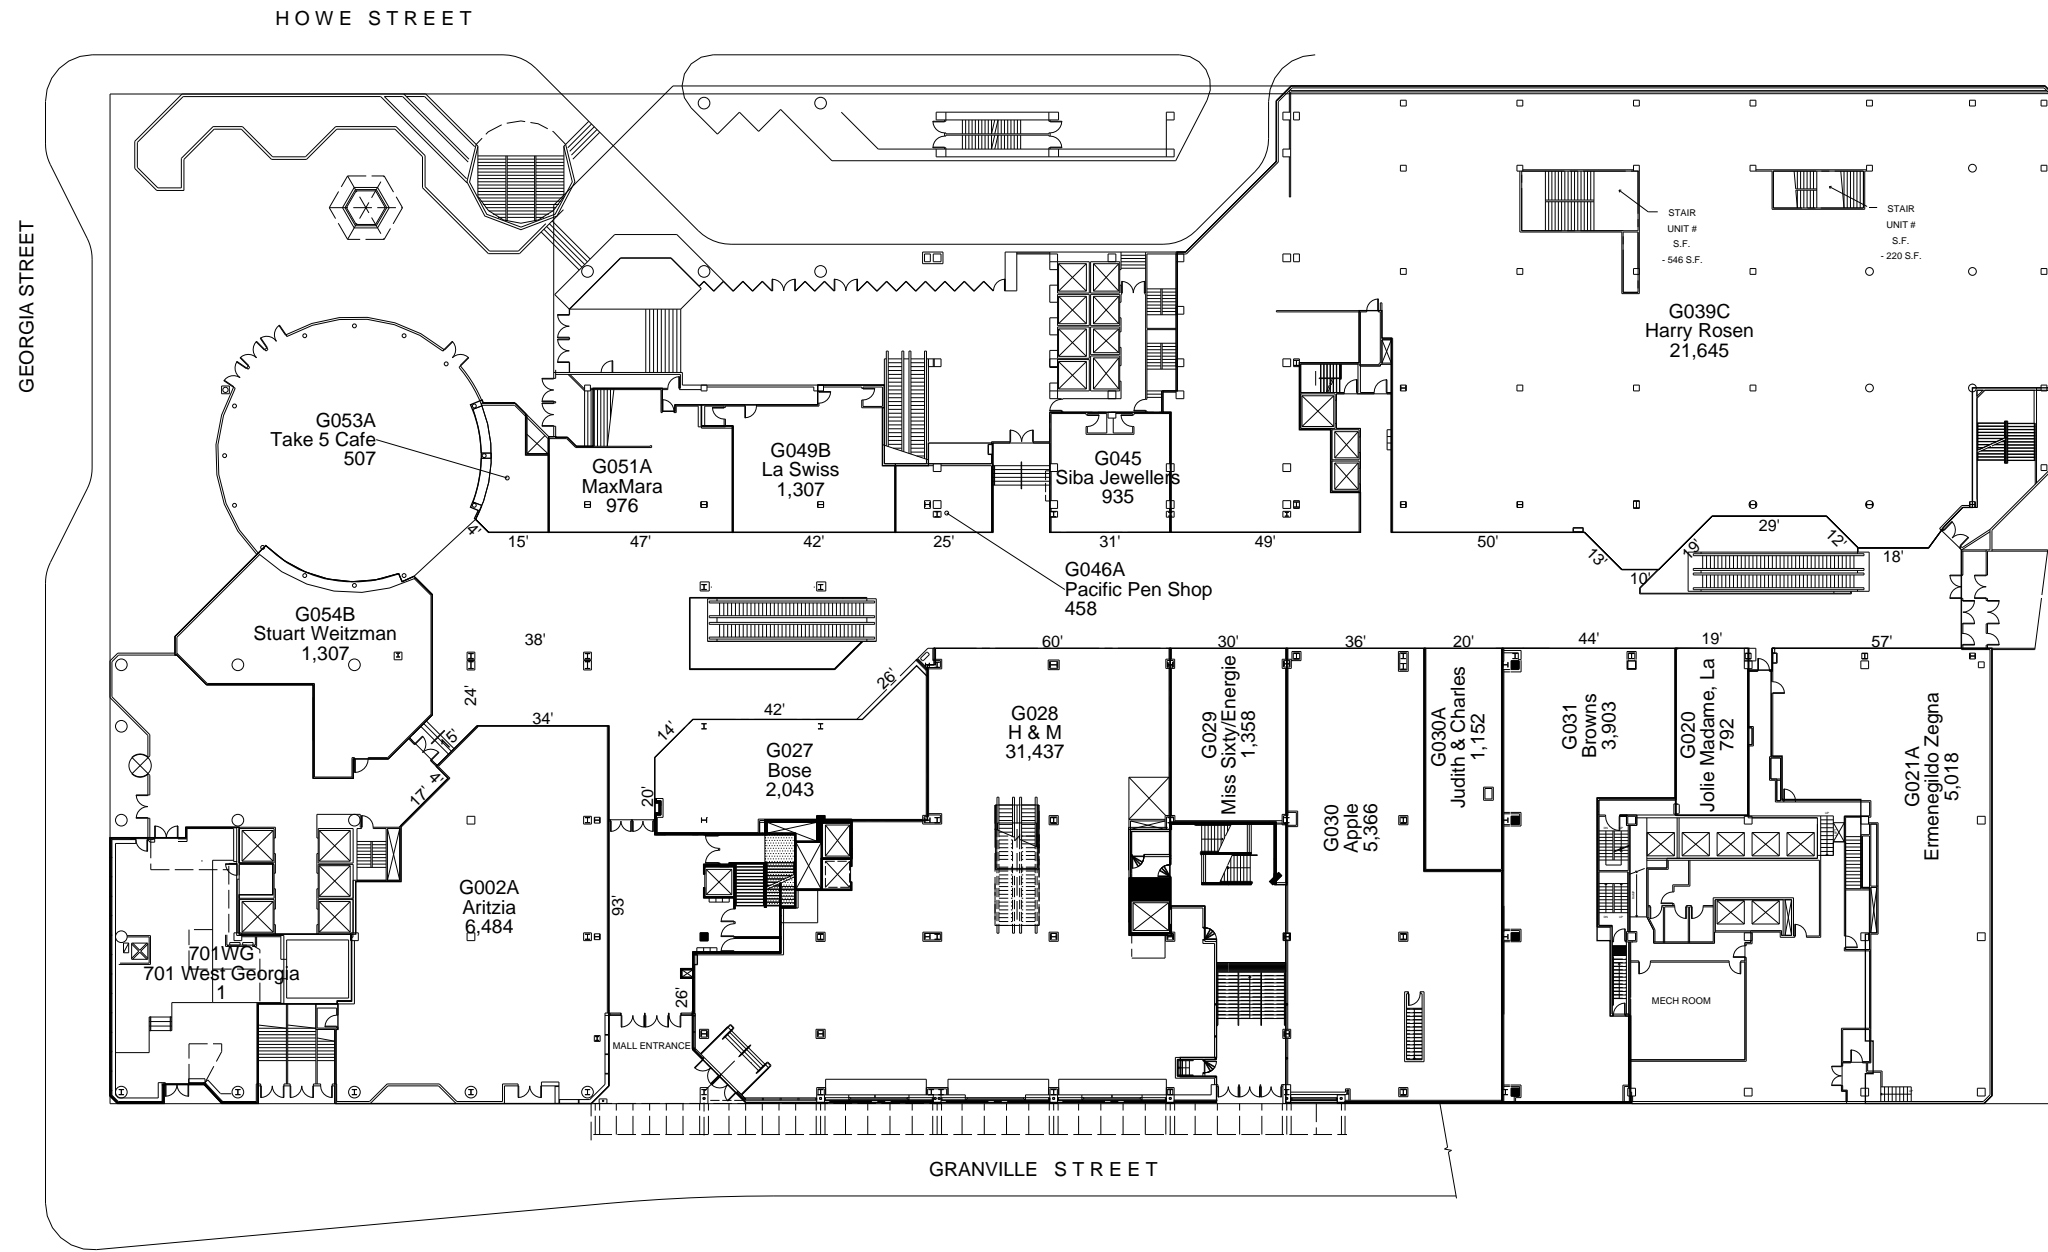 HOWE STREET
GEORGIA STREET
STAIR
UNIT #
S.F.
- 546 S.F.
STAIR
UNIT #
S.F.
- 220 S.F.
G039C
Harry Rosen
21,645
G053A
Take 5 Cafe
507
G051A
MaxMara
976
G049B
La Swiss
1,307
G045
Siba Jewellers
935
4'
15'
47'
42'
25'
31'
49'
50'
13'
10'
19'
29'
12'
18'
G046A
Pacific Pen Shop
458
G054B
Stuart Weitzman
1,307
38'
24'
34'
15'
4'
17'
14'
42'
26'
20'
60'
30'
36'
20'
44'
19'
57'
G027
Bose
2,043
G028
H & M
31,437
G029
Miss Sixty/Energie
1,358
G030
Apple
5,366
G030A
Judith & Charles
1,152
G031
Browns
3,903
G020
Jolie Madame, La
792
G021A
Ermenegildo Zegna
5,018
G002A
Aritzia
6,484
93'
26'
701WG
701 West Georgia
1
MALL ENTRANCE
MECH ROOM
GRANVILLE STREET